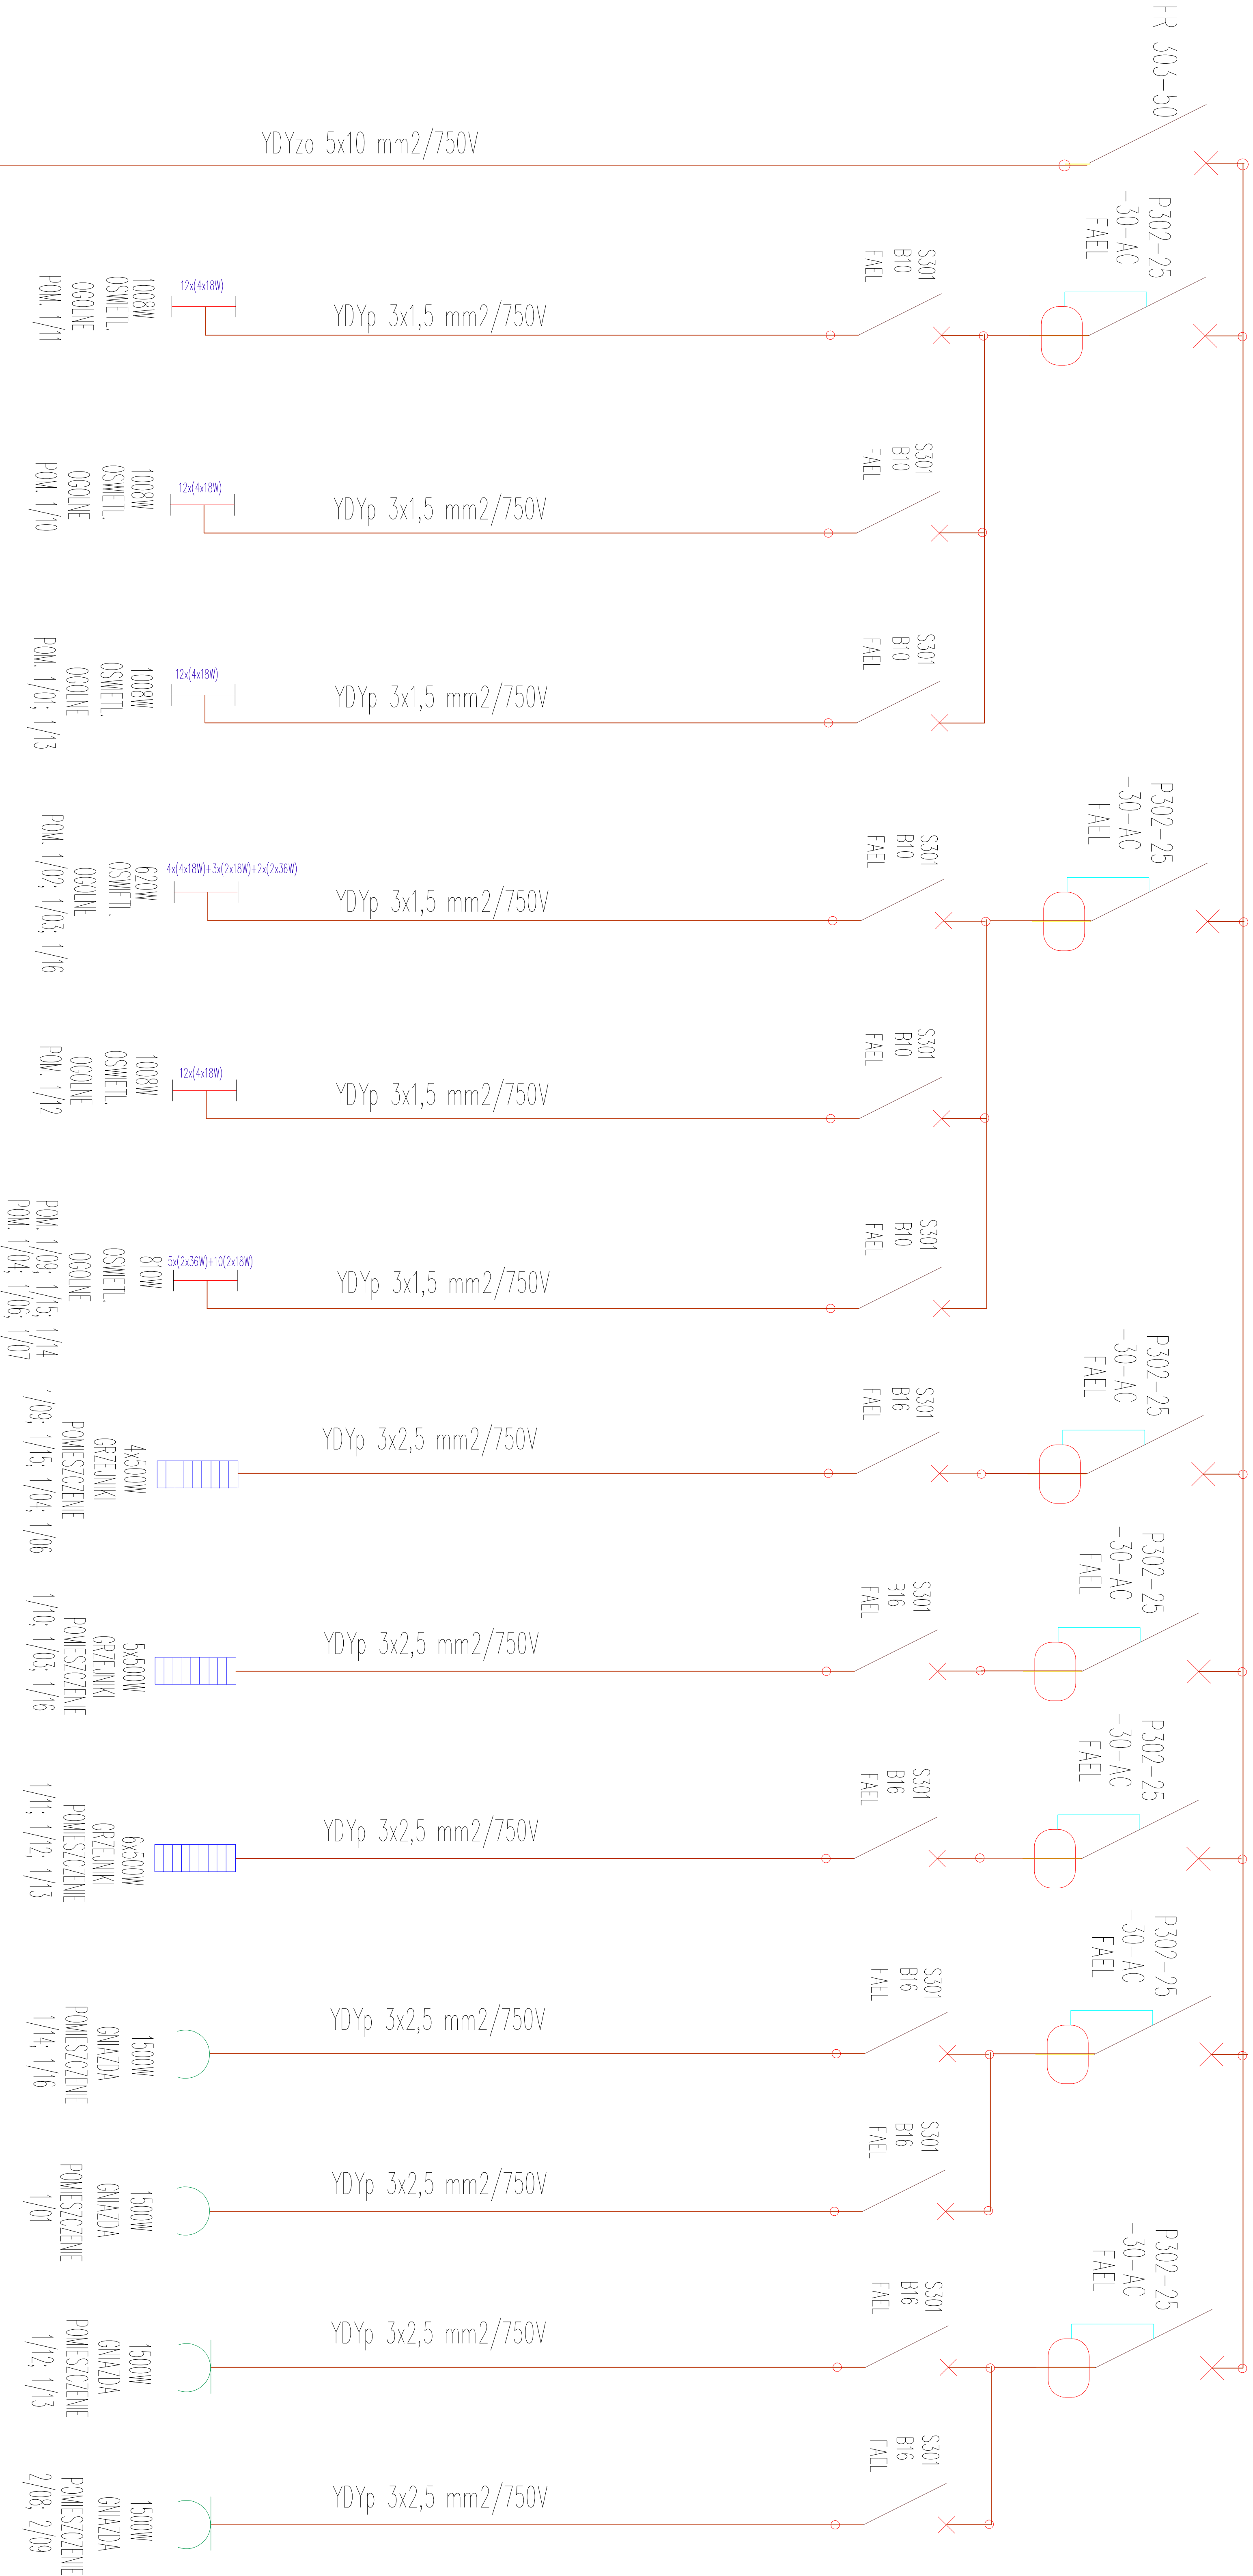 FR 303-50
YDYzo 5x10 mm2/750V
P302-25
-30-AC
FAEL
S301
B10
FAEL
YDYp 3x1,5 mm2/750V
12x(4x18W)
1008W
OSWIETL.
OGOLNE
POM. 1/11
S301
B10
FAEL
YDYp 3x1,5 mm2/750V
12x(4x18W)
1008W
OSWIETL.
OGOLNE
POM. 1/10
S301
B10
FAEL
YDYp 3x1,5 mm2/750V
12x(4x18W)
1008W
OSWIETL.
OGOLNE
POM. 1/01; 1/13
P302-25
-30-AC
FAEL
S301
B10
FAEL
YDYp 3x1,5 mm2/750V
4x(4x18W)+3x(2x18W)+2x(2x36W)
620W
OSWIETL.
OGOLNE
POM. 1/02; 1/03; 1/16
S301
B10
FAEL
YDYp 3x1,5 mm2/750V
12x(4x18W)
1008W
OSWIETL.
OGOLNE
POM. 1/12
S301
B10
FAEL
YDYp 3x1,5 mm2/750V
5x(2x36W)+10(2x18W)
810W
OSWIETL.
OGOLNE
POM. 1/09; 1/15; 1/14
POM. 1/04; 1/06; 1/07
P302-25
-30-AC
FAEL
S301
B16
FAEL
YDYp 3x2,5 mm2/750V
4x500W
GRZEJNIKI
POMIESZCZENIE
1/09; 1/15; 1/04; 1/06
P302-25
-30-AC
FAEL
S301
B16
FAEL
YDYp 3x2,5 mm2/750V
5x500W
GRZEJNIKI
POMIESZCZENIE
1/10; 1/03; 1/16
P302-25
-30-AC
FAEL
S301
B16
FAEL
YDYp 3x2,5 mm2/750V
6x500W
GRZEJNIKI
POMIESZCZENIE
1/11; 1/12; 1/13
P302-25
-30-AC
FAEL
S301
B16
FAEL
YDYp 3x2,5 mm2/750V
1500W
GNIAZDA
POMIESZCZENIE
1/14; 1/16
S301
B16
FAEL
YDYp 3x2,5 mm2/750V
1500W
GNIAZDA
POMIESZCZENIE
1/01
P302-25
-30-AC
FAEL
S301
B16
FAEL
YDYp 3x2,5 mm2/750V
1500W
GNIAZDA
POMIESZCZENIE
1/12; 1/13
S301
B16
FAEL
YDYp 3x2,5 mm2/750V
1500W
GNIAZDA
POMIESZCZENIE
2/08; 2/09